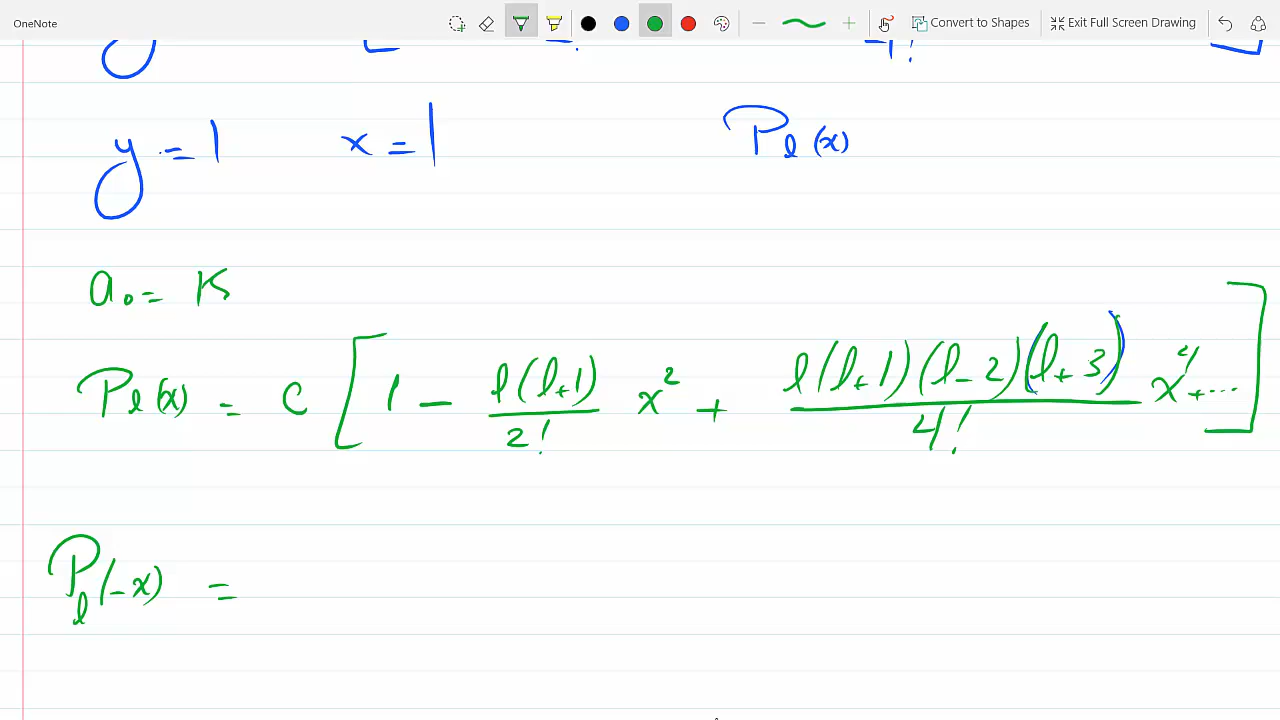 OneNote
Convert to Shapes
Exit Full Screen Drawing
y [ 4! ]
y = 1 x = 1 Pℓ(x)
a₀ = K
Pℓ(x) = c [ 1 - ℓ(ℓ+1)/2! x² + ℓ(ℓ+1)(ℓ-2)(ℓ+3)/4! x⁴ + ... ]
Pℓ(-x) =